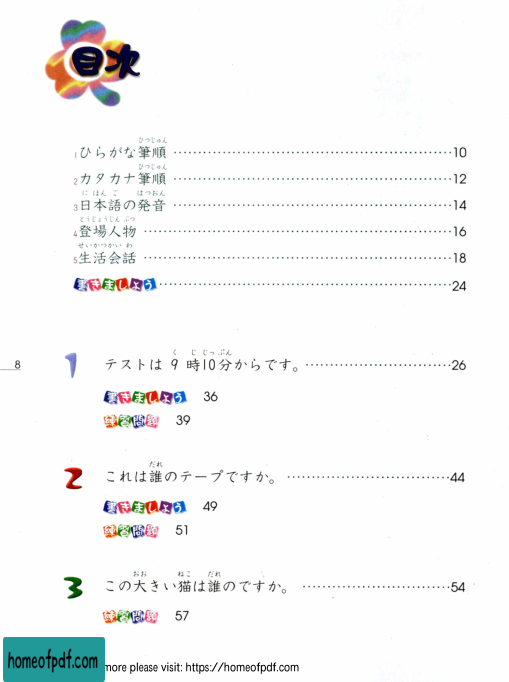 目次
1 ひらがな筆順 10
2 カタカナ筆順 12
3 日本語の発音 14
4 登場人物 16
5 生活会話 18
書きましょう 24
8
1 テストは 9 時10分からです。 26
書きましょう 36
練習問題 39
2 これは誰のテープですか。 44
書きましょう 49
練習問題 51
3 この大きい猫は誰のですか。 54
練習問題 57
homeofpdf.com
more please visit: https://homeofpdf.com